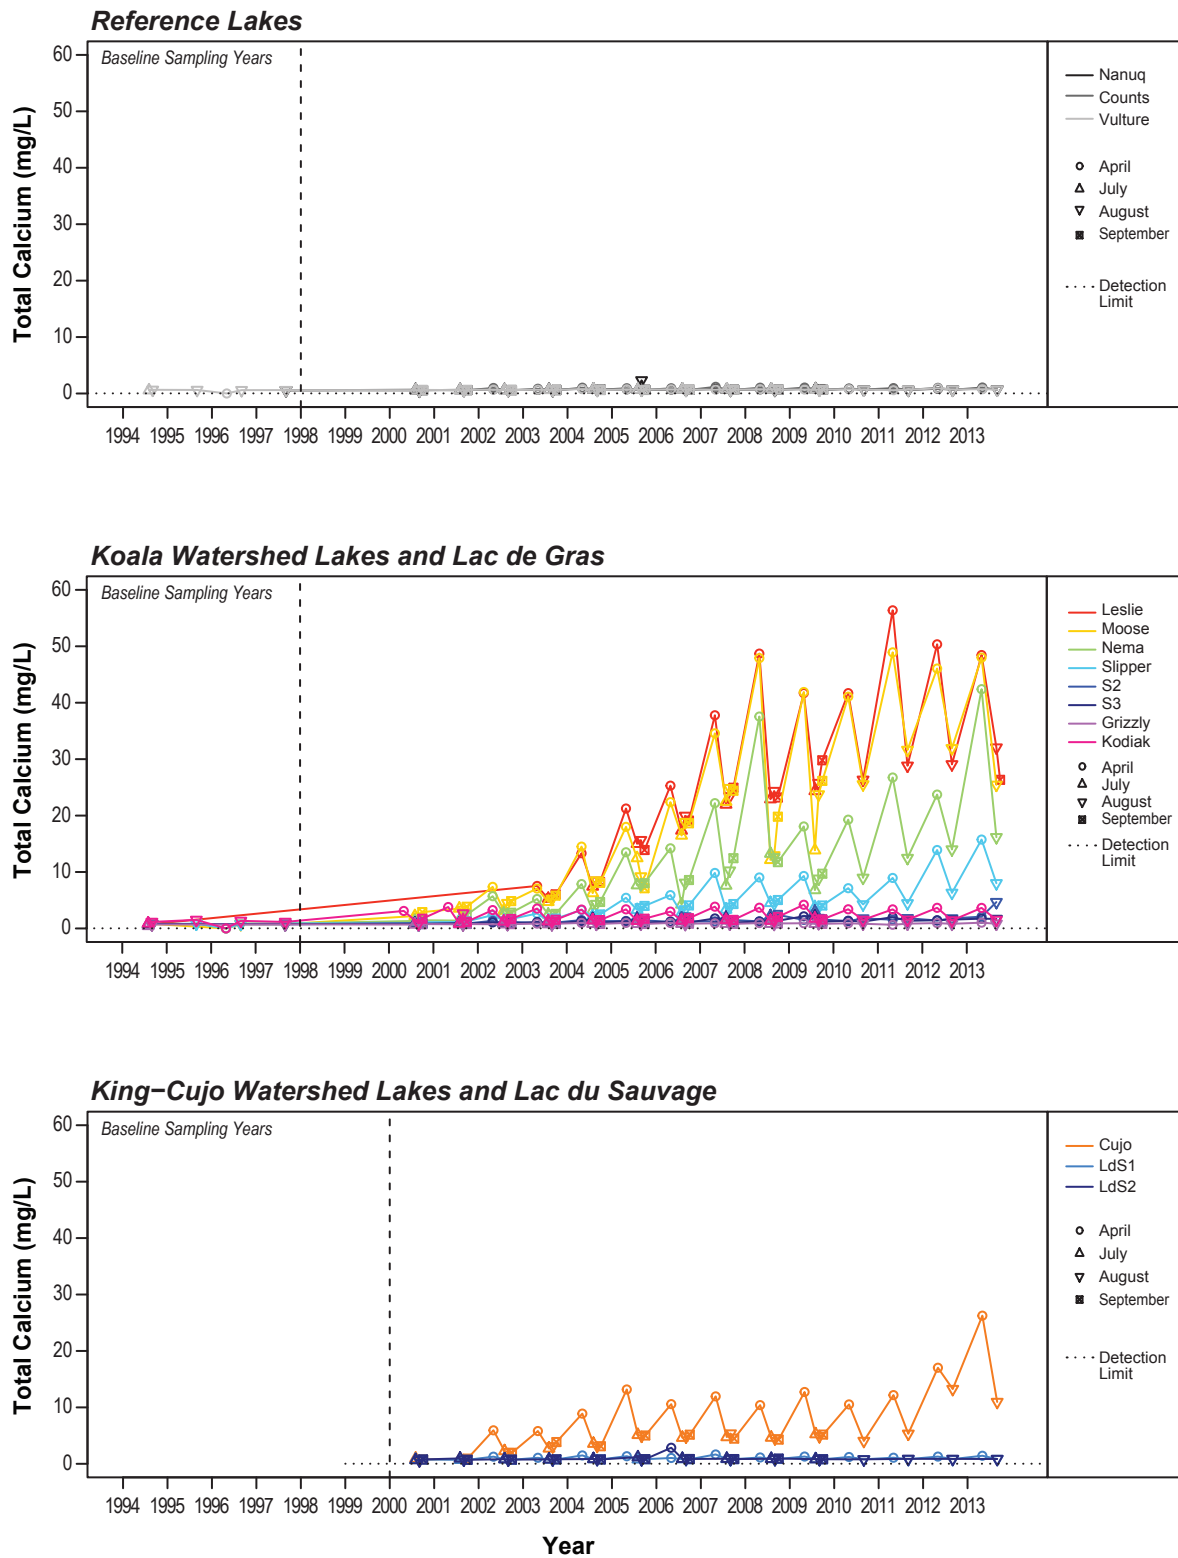 Reference Lakes
Baseline Sampling Years
Total Calcium (mg/L)
60
50
40
30
20
10
0
1994 1995 1996 1997 1998 1999 2000 2001 2002 2003 2004 2005 2006 2007 2008 2009 2010 2011 2012 2013
Nanuq
Counts
Vulture
April
July
August
September
Detection
Limit
Koala Watershed Lakes and Lac de Gras
Baseline Sampling Years
Total Calcium (mg/L)
60
50
40
30
20
10
0
1994 1995 1996 1997 1998 1999 2000 2001 2002 2003 2004 2005 2006 2007 2008 2009 2010 2011 2012 2013
Leslie
Moose
Nema
Slipper
S2
S3
Grizzly
Kodiak
April
July
August
September
Detection
Limit
King−Cujo Watershed Lakes and Lac du Sauvage
Baseline Sampling Years
Total Calcium (mg/L)
60
50
40
30
20
10
0
1994 1995 1996 1997 1998 1999 2000 2001 2002 2003 2004 2005 2006 2007 2008 2009 2010 2011 2012 2013
Cujo
LdS1
LdS2
April
July
August
September
Detection
Limit
Year